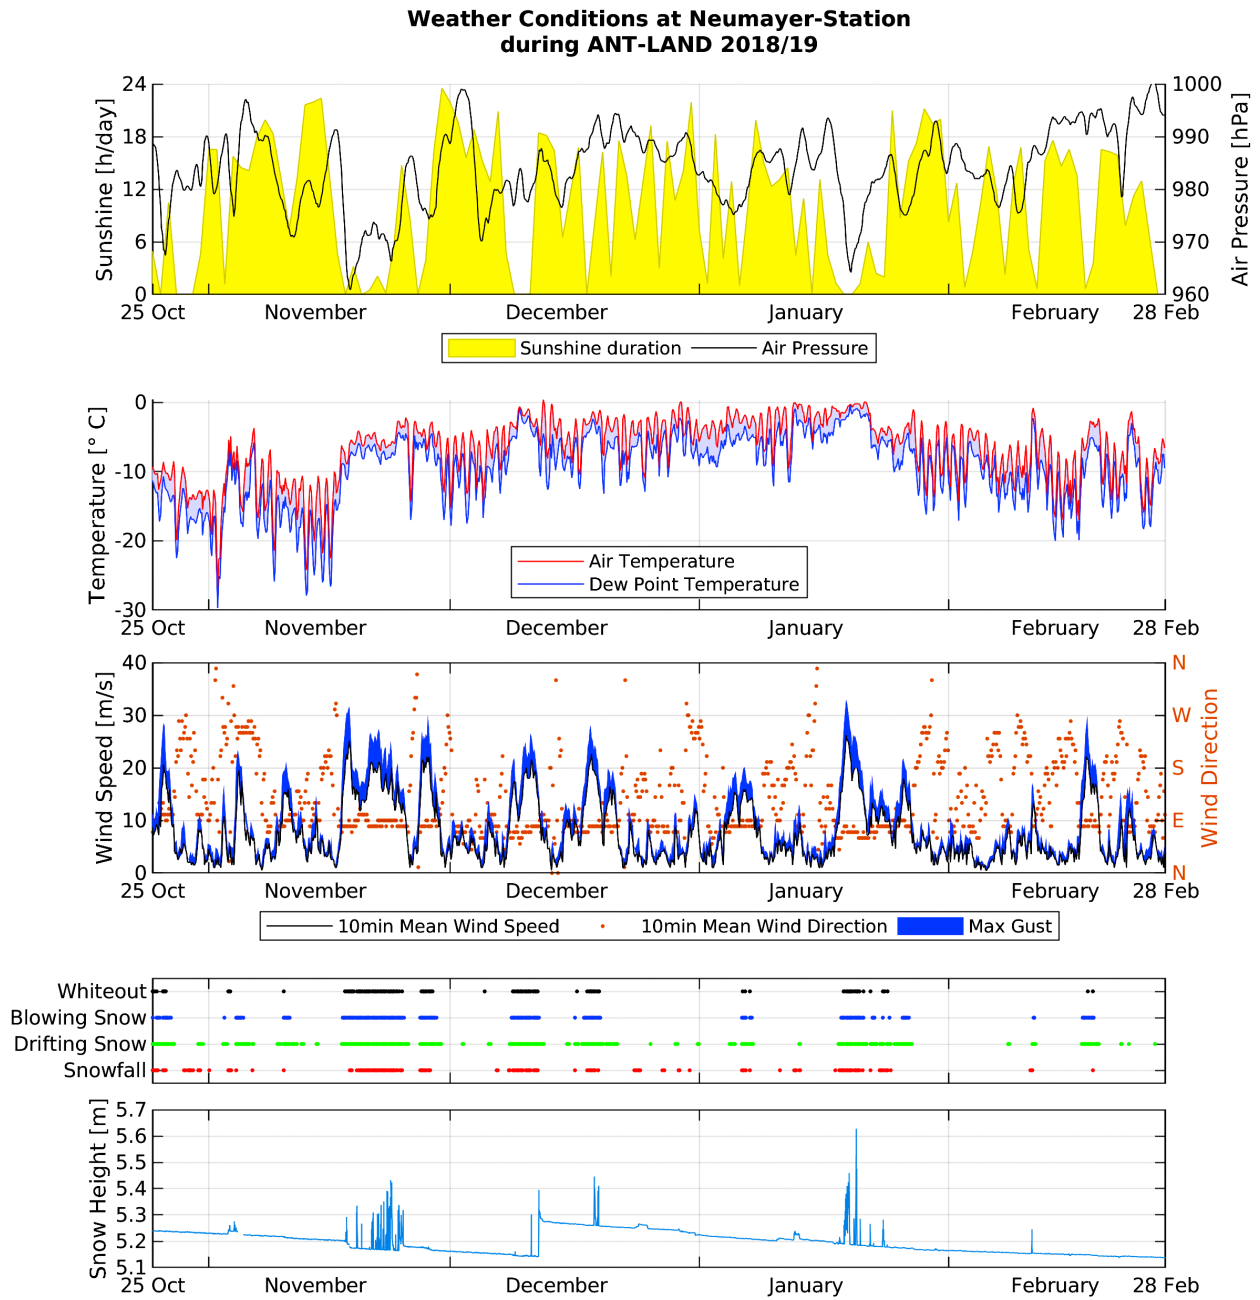 Weather Conditions at Neumayer-Station
during ANT-LAND 2018/19
Sunshine [h/day]
24
18
12
6
0
1000
990
980
970
960
Air Pressure [hPa]
25 Oct November December January February 28 Feb
Sunshine duration Air Pressure
Temperature [° C]
0
-10
-20
-30
Air Temperature
Dew Point Temperature
25 Oct November December January February 28 Feb
Wind Speed [m/s]
40
30
20
10
0
N
W
S
E
N
Wind Direction
25 Oct November December January February 28 Feb
10min Mean Wind Speed 10min Mean Wind Direction Max Gust
Whiteout
Blowing Snow
Drifting Snow
Snowfall
Snow Height [m]
5.7
5.6
5.5
5.4
5.3
5.2
5.1
25 Oct November December January February 28 Feb